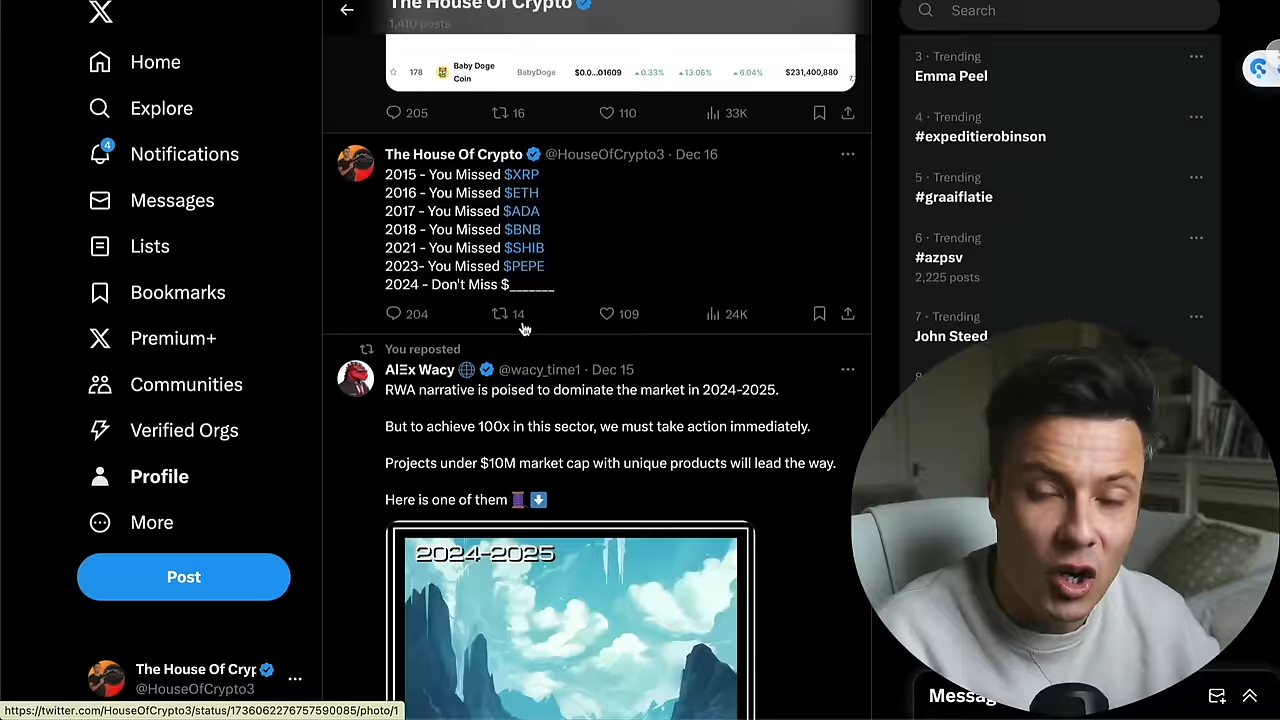 Home
Explore
4
Notifications
Messages
Lists
Bookmarks
Premium+
Communities
Verified Orgs
Profile
More
Post
The House Of Cryp
@HouseOfCrypto3
https://twitter.com/HouseOfCrypto3/status/1736202276757590085/photo/1
The House Of Crypto
1,410 posts
178 Baby Doge Coin BabyDoge $0.0...01609 0.33% 13.06% 6.04% $231,400,880
205 16 110 33K
The House Of Crypto @HouseOfCrypto3 · Dec 16
2015 - You Missed $XRP
2016 - You Missed $ETH
2017 - You Missed $ADA
2018 - You Missed $BNB
2021 - You Missed $SHIB
2023- You Missed $PEPE
2024 - Don't Miss $_______
204 14 109 24K
You reposted
AlΞx Wacy @wacy_time1 · Dec 15
RWA narrative is poised to dominate the market in 2024-2025.
But to achieve 100x in this sector, we must take action immediately.
Projects under $10M market cap with unique products will lead the way.
Here is one of them
2024-2025
Search
3 · Trending
Emma Peel
4 · Trending
#expeditierobinson
5 · Trending
#graaiflatie
6 · Trending
#azpsv
2,225 posts
7 · Trending
John Steed